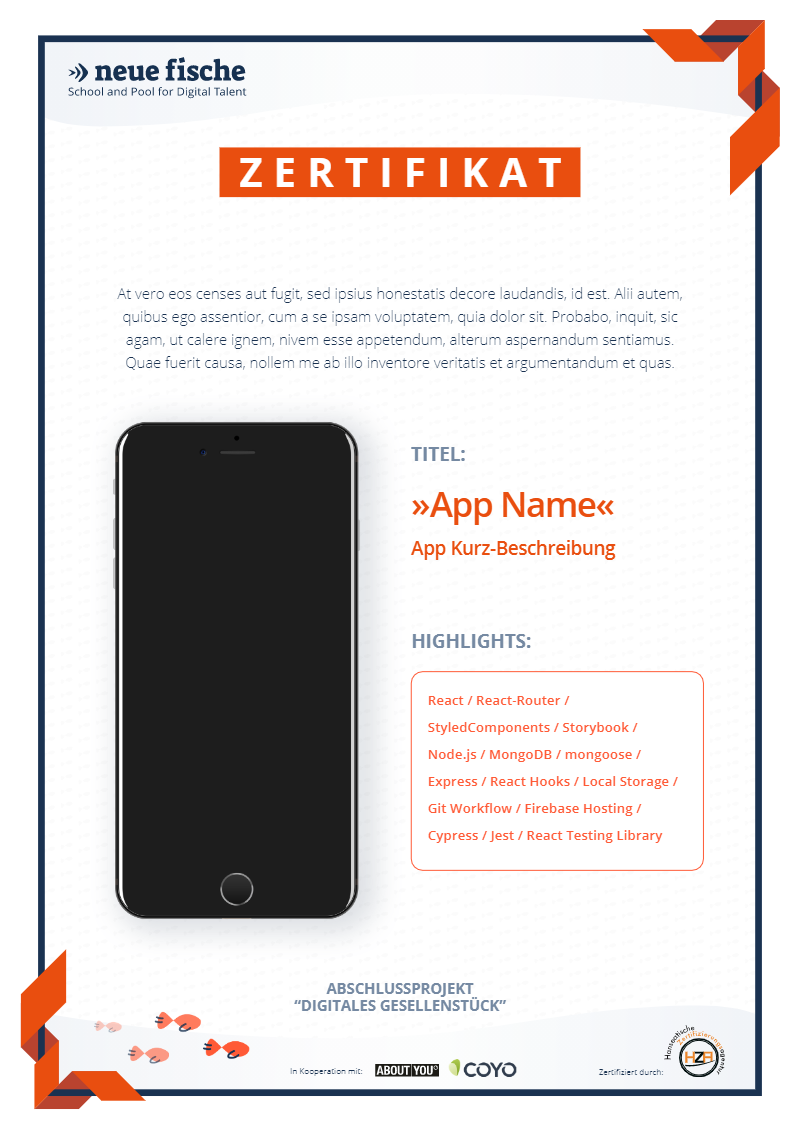 neue fische
School and Pool for Digital Talent
ZERTIFIKAT
At vero eos censes aut fugit, sed ipsius honestatis decore laudandis, id est. Alii autem,
quibus ego assentior, cum a se ipsam voluptatem, quia dolor sit. Probabo, inquit, sic
agam, ut calere ignem, nivem esse appetendum, alterum aspernandum sentiamus.
Quae fuerit causa, nollem me ab illo inventore veritatis et argumentandum et quas.
TITEL:
»App Name«
App Kurz-Beschreibung
HIGHLIGHTS:
React / React-Router /
StyledComponents / Storybook /
Node.js / MongoDB / mongoose /
Express / React Hooks / Local Storage /
Git Workflow / Firebase Hosting /
Cypress / Jest / React Testing Library
ABSCHLUSSPROJEKT
“DIGITALES GESELLENSTÜCK”
In Kooperation mit:
ABOUT YOU°
COYO
Zertifiziert durch:
Hanseatische
Zertifizierungsagentur
HZA